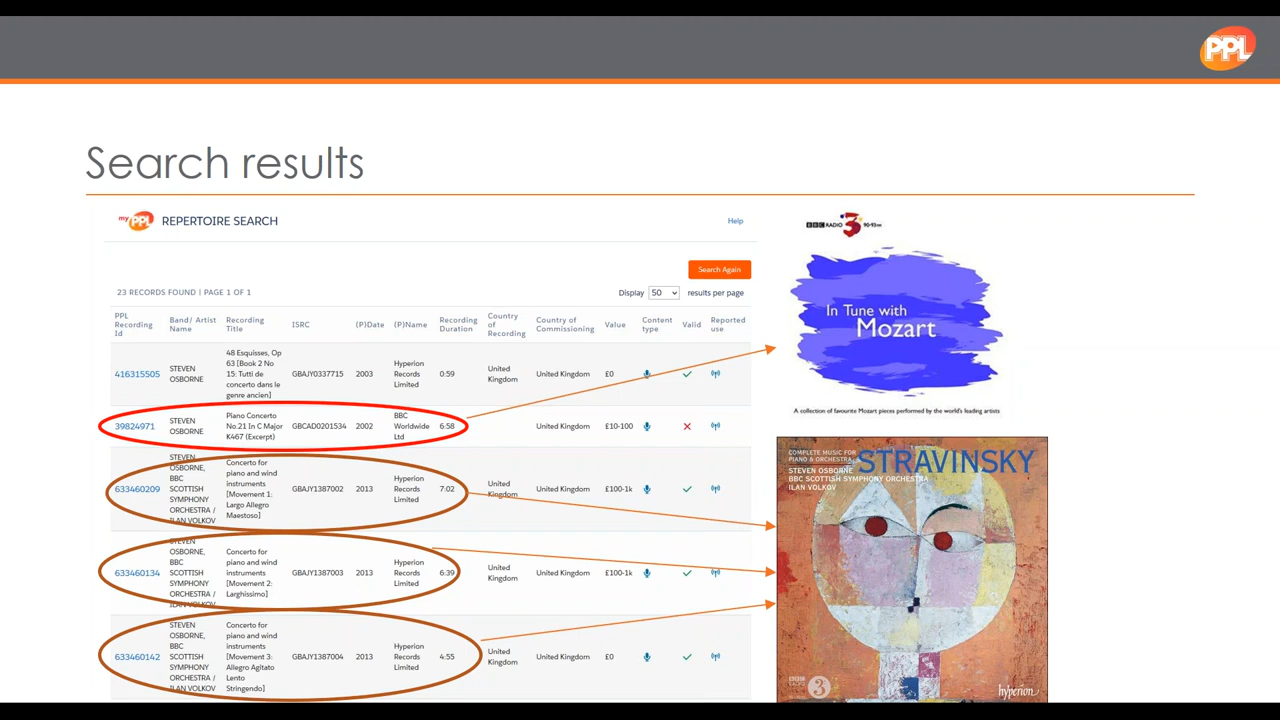 PPL
Search results
myPPL REPERTOIRE SEARCH
Help
Search Again
23 RECORDS FOUND | PAGE 1 OF 1
Display 50 results per page
PPL Recording Id
Band/ Artist Name
Recording Title
ISRC
(P)Date
(P)Name
Recording Duration
Country of Recording
Country of Commissioning
Value
Content type
Valid
Reported use
416315505
STEVEN OSBORNE
48 Esquisses, Op 63 [Book 2 No 15: Tutti de concerto dans le genre ancien]
GBAJY0337715
2003
Hyperion Records Limited
0:59
United Kingdom
United Kingdom
£0
39824971
STEVEN OSBORNE
Piano Concerto No.21 In C Major K467 (Excerpt)
GBCAD0201534
2002
BBC Worldwide Ltd
6:58
United Kingdom
£10-100
633460209
STEVEN OSBORNE, BBC SCOTTISH SYMPHONY ORCHESTRA / ILAN VOLKOV
Concerto for piano and wind instruments [Movement 1: Largo Allegro Maestoso]
GBAJY1387002
2013
Hyperion Records Limited
7:02
United Kingdom
United Kingdom
£100-1k
633460134
STEVEN OSBORNE, BBC SCOTTISH SYMPHONY ORCHESTRA / ILAN VOLKOV
Concerto for piano and wind instruments [Movement 2: Larghissimo]
GBAJY1387003
2013
Hyperion Records Limited
6:39
United Kingdom
United Kingdom
£100-1k
633460142
STEVEN OSBORNE, BBC SCOTTISH SYMPHONY ORCHESTRA / ILAN VOLKOV
Concerto for piano and wind instruments [Movement 3: Allegro Agitato Lento Stringendo]
GBAJY1387004
2013
Hyperion Records Limited
4:55
United Kingdom
United Kingdom
£0
BBC RADIO 3 90-93 FM
In Tune with
Mozart
A collection of favourite Mozart pieces performed by the world's leading artists
COMPLETE MUSIC FOR
PIANO & ORCHESTRA
STRAVINSKY
STEVEN OSBORNE
BBC SCOTTISH SYMPHONY ORCHESTRA
ILAN VOLKOV
BBC RADIO 3
hyperion